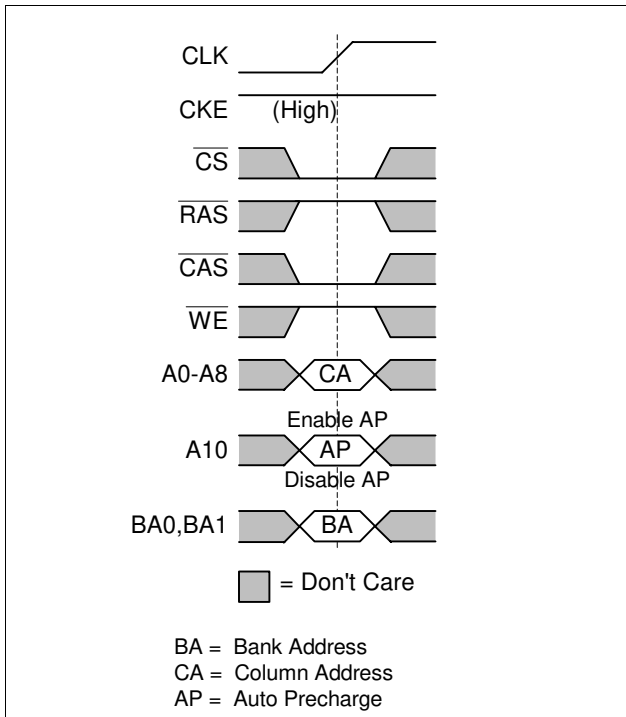 CLK
CKE (High)
CS
RAS
CAS
WE
A0-A8 CA
Enable AP
A10 AP
Disable AP
BA0,BA1 BA
= Don't Care
BA = Bank Address
CA = Column Address
AP = Auto Precharge